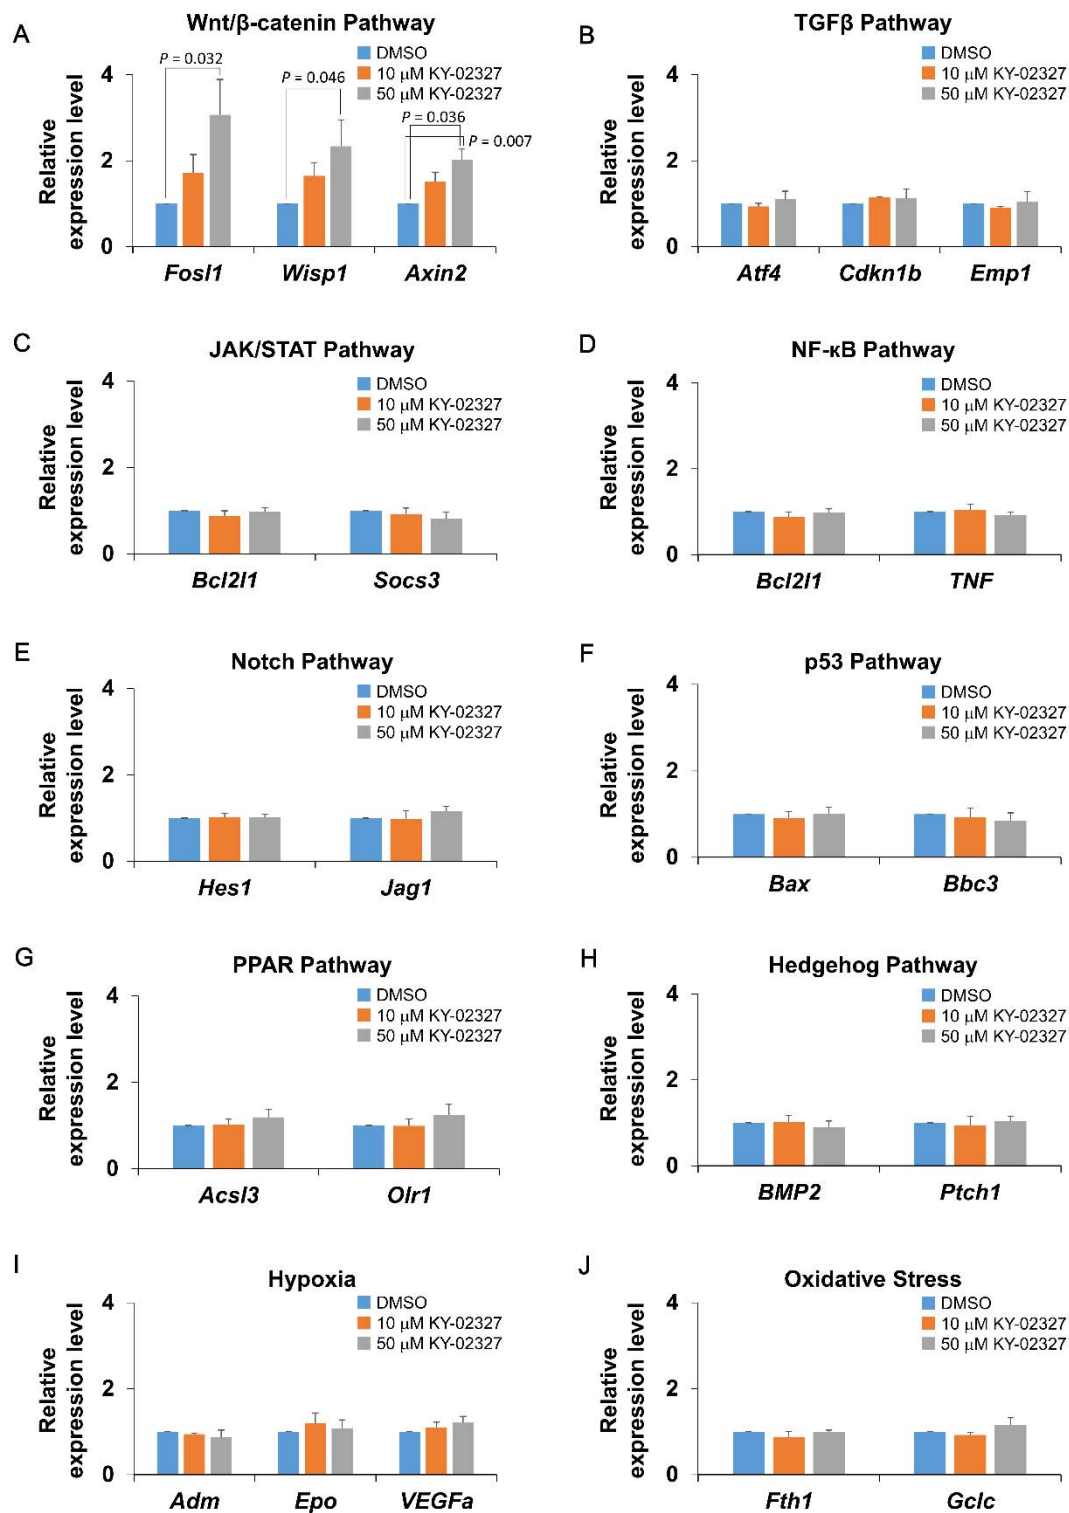 A
Wnt/β-catenin Pathway
DMSO
10 μM KY-02327
50 μM KY-02327
P = 0.032
P = 0.046
P = 0.036
P = 0.007
Relative
expression level
4
2
0
Fosl1 Wisp1 Axin2
B
TGFβ Pathway
DMSO
10 μM KY-02327
50 μM KY-02327
Relative
expression level
4
2
0
Atf4 Cdkn1b Emp1
C
JAK/STAT Pathway
DMSO
10 μM KY-02327
50 μM KY-02327
Relative
expression level
4
2
0
Bcl2l1 Socs3
D
NF-κB Pathway
DMSO
10 μM KY-02327
50 μM KY-02327
Relative
expression level
4
2
0
Bcl2l1 TNF
E
Notch Pathway
DMSO
10 μM KY-02327
50 μM KY-02327
Relative
expression level
4
2
0
Hes1 Jag1
F
p53 Pathway
DMSO
10 μM KY-02327
50 μM KY-02327
Relative
expression level
4
2
0
Bax Bbc3
G
PPAR Pathway
DMSO
10 μM KY-02327
50 μM KY-02327
Relative
expression level
4
2
0
Acsl3 Olr1
H
Hedgehog Pathway
DMSO
10 μM KY-02327
50 μM KY-02327
Relative
expression level
4
2
0
BMP2 Ptch1
I
Hypoxia
DMSO
10 μM KY-02327
50 μM KY-02327
Relative
expression level
4
2
0
Adm Epo VEGFa
J
Oxidative Stress
DMSO
10 μM KY-02327
50 μM KY-02327
Relative
expression level
4
2
0
Fth1 Gclc